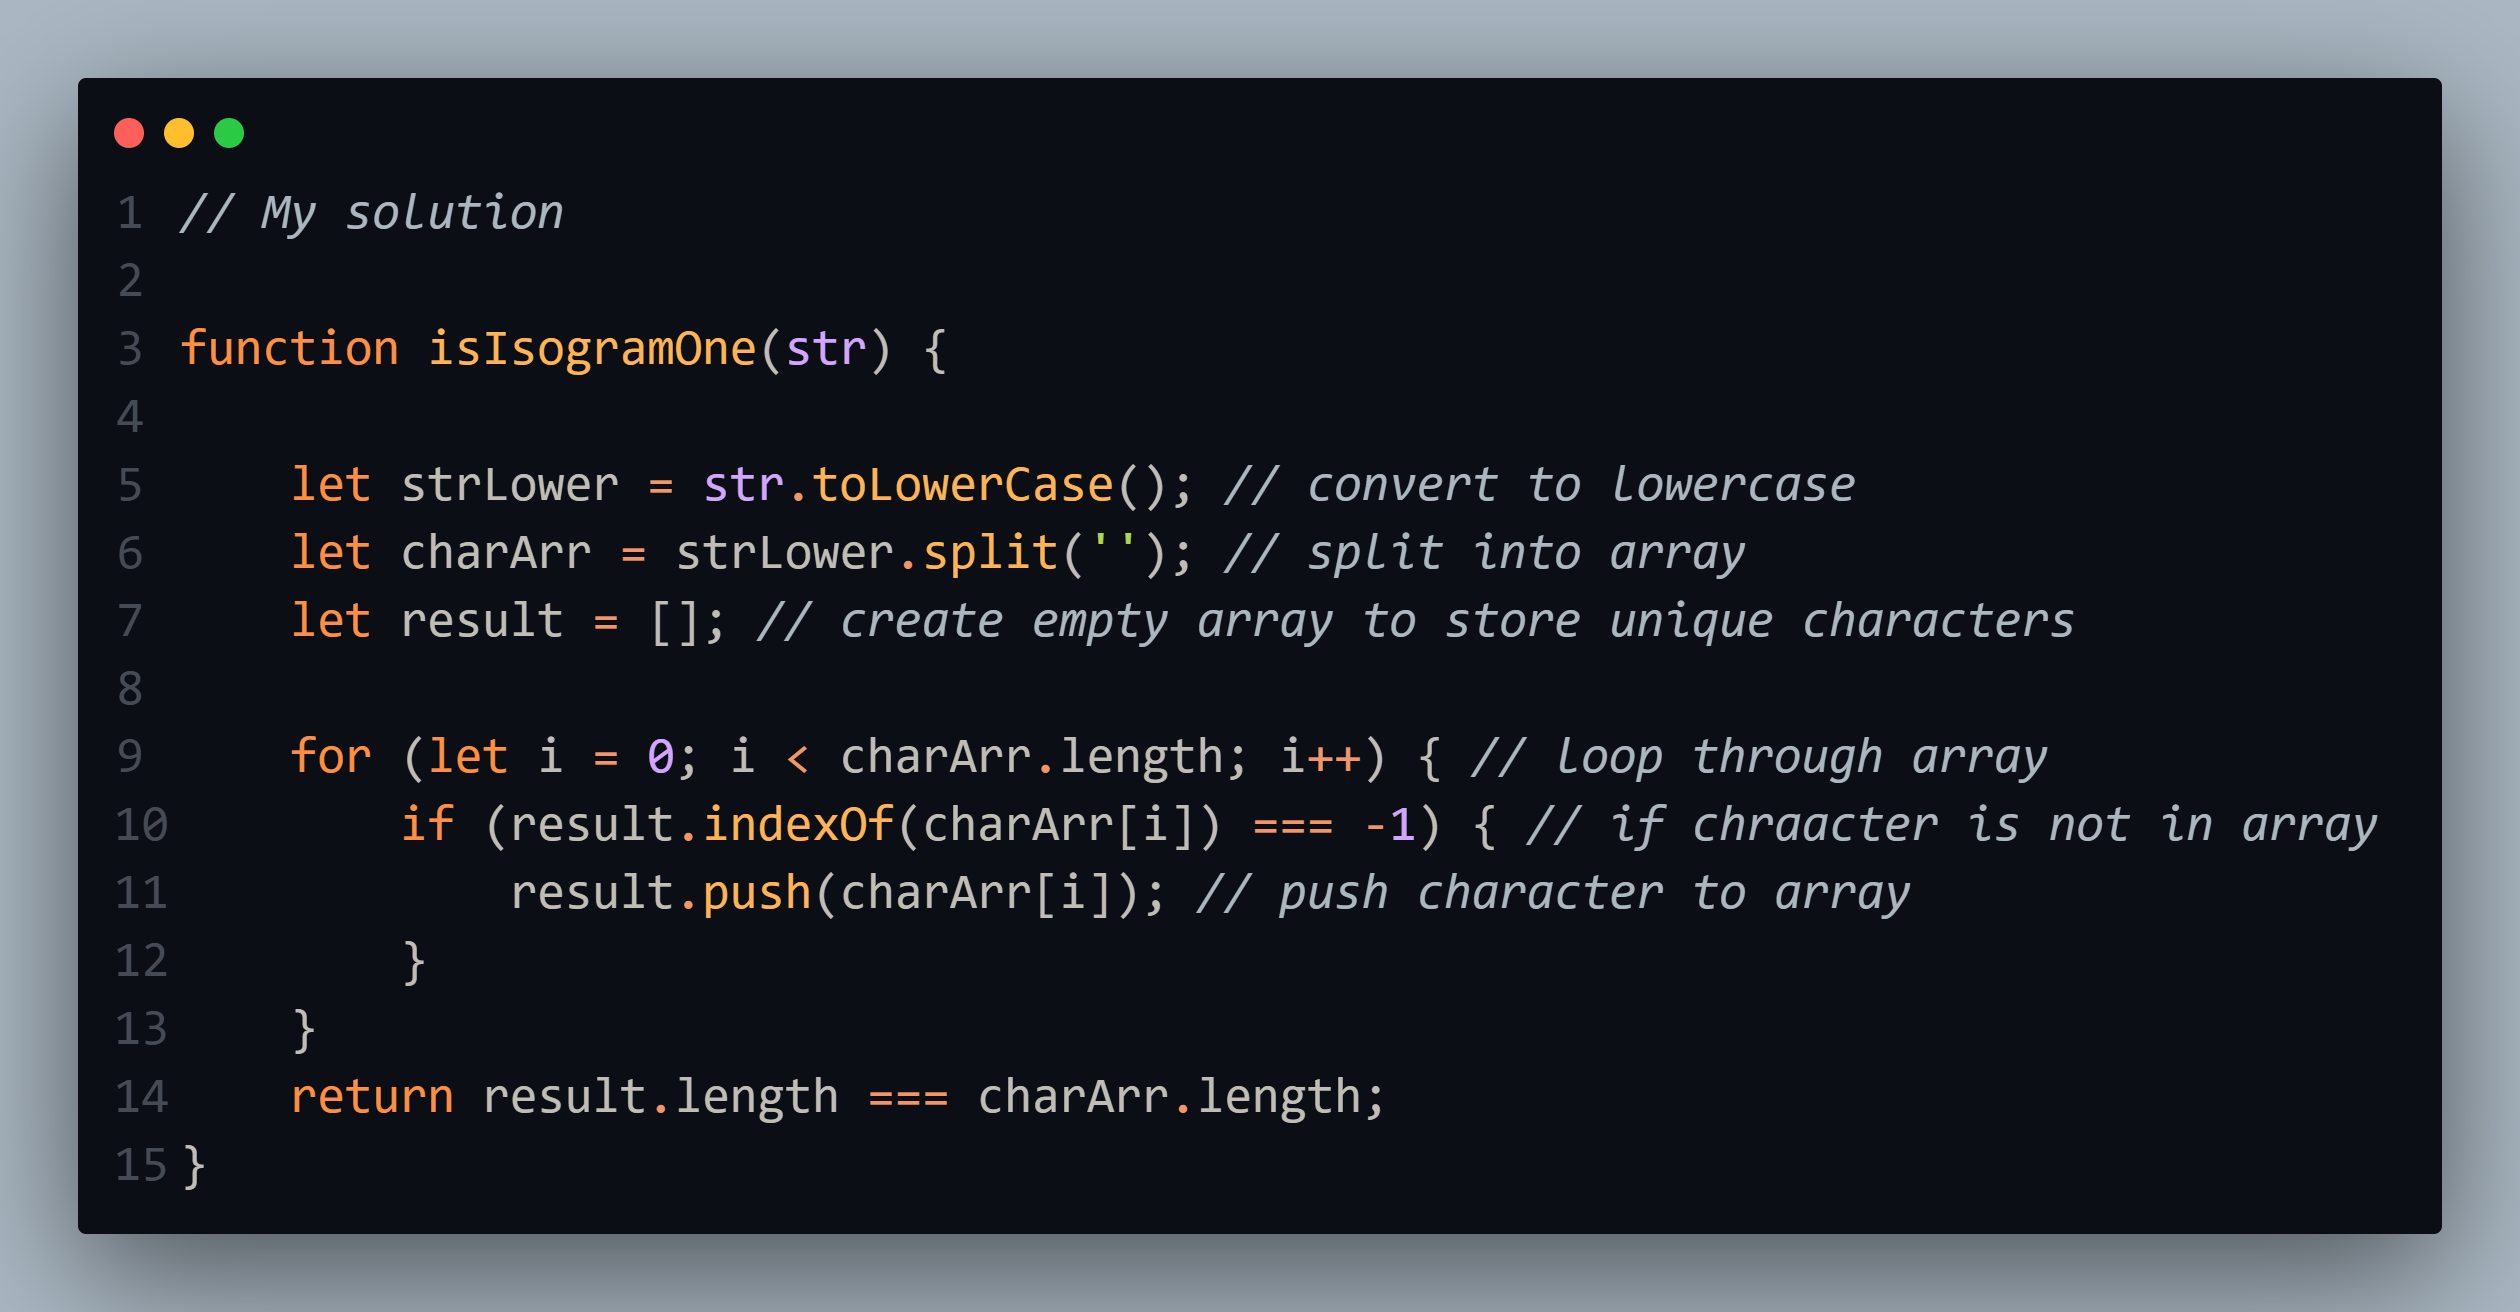 1 // My solution
2
3 function isIsogramOne(str) {
4
5     let strLower = str.toLowerCase(); // convert to lowercase
6     let charArr = strLower.split(''); // split into array
7     let result = []; // create empty array to store unique characters
8
9     for (let i = 0; i < charArr.length; i++) { // loop through array
10         if (result.indexOf(charArr[i]) === -1) { // if chraacter is not in array
11             result.push(charArr[i]); // push character to array
12         }
13     }
14     return result.length === charArr.length;
15 }